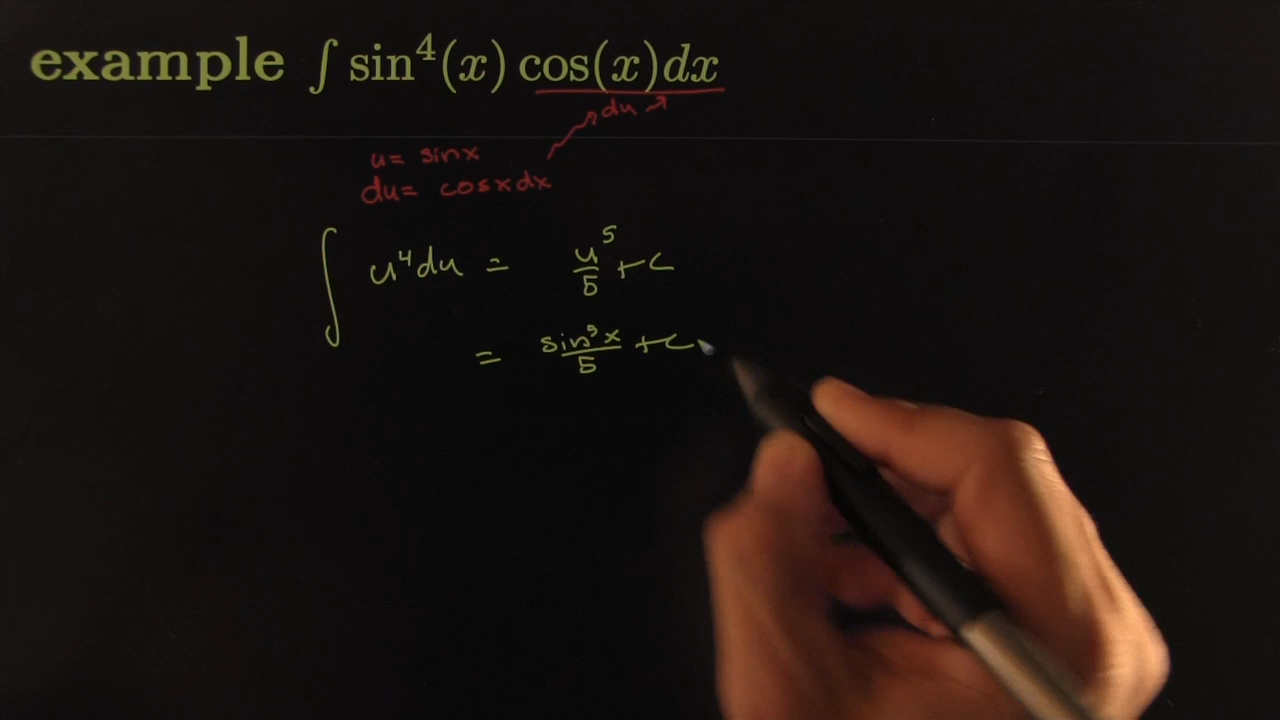 example ∫ sin⁴(x) cos(x)dx
du
u= sinx
du= cosxdx
∫ u⁴du = u⁵/5 +c
= sin⁵x/5 +c